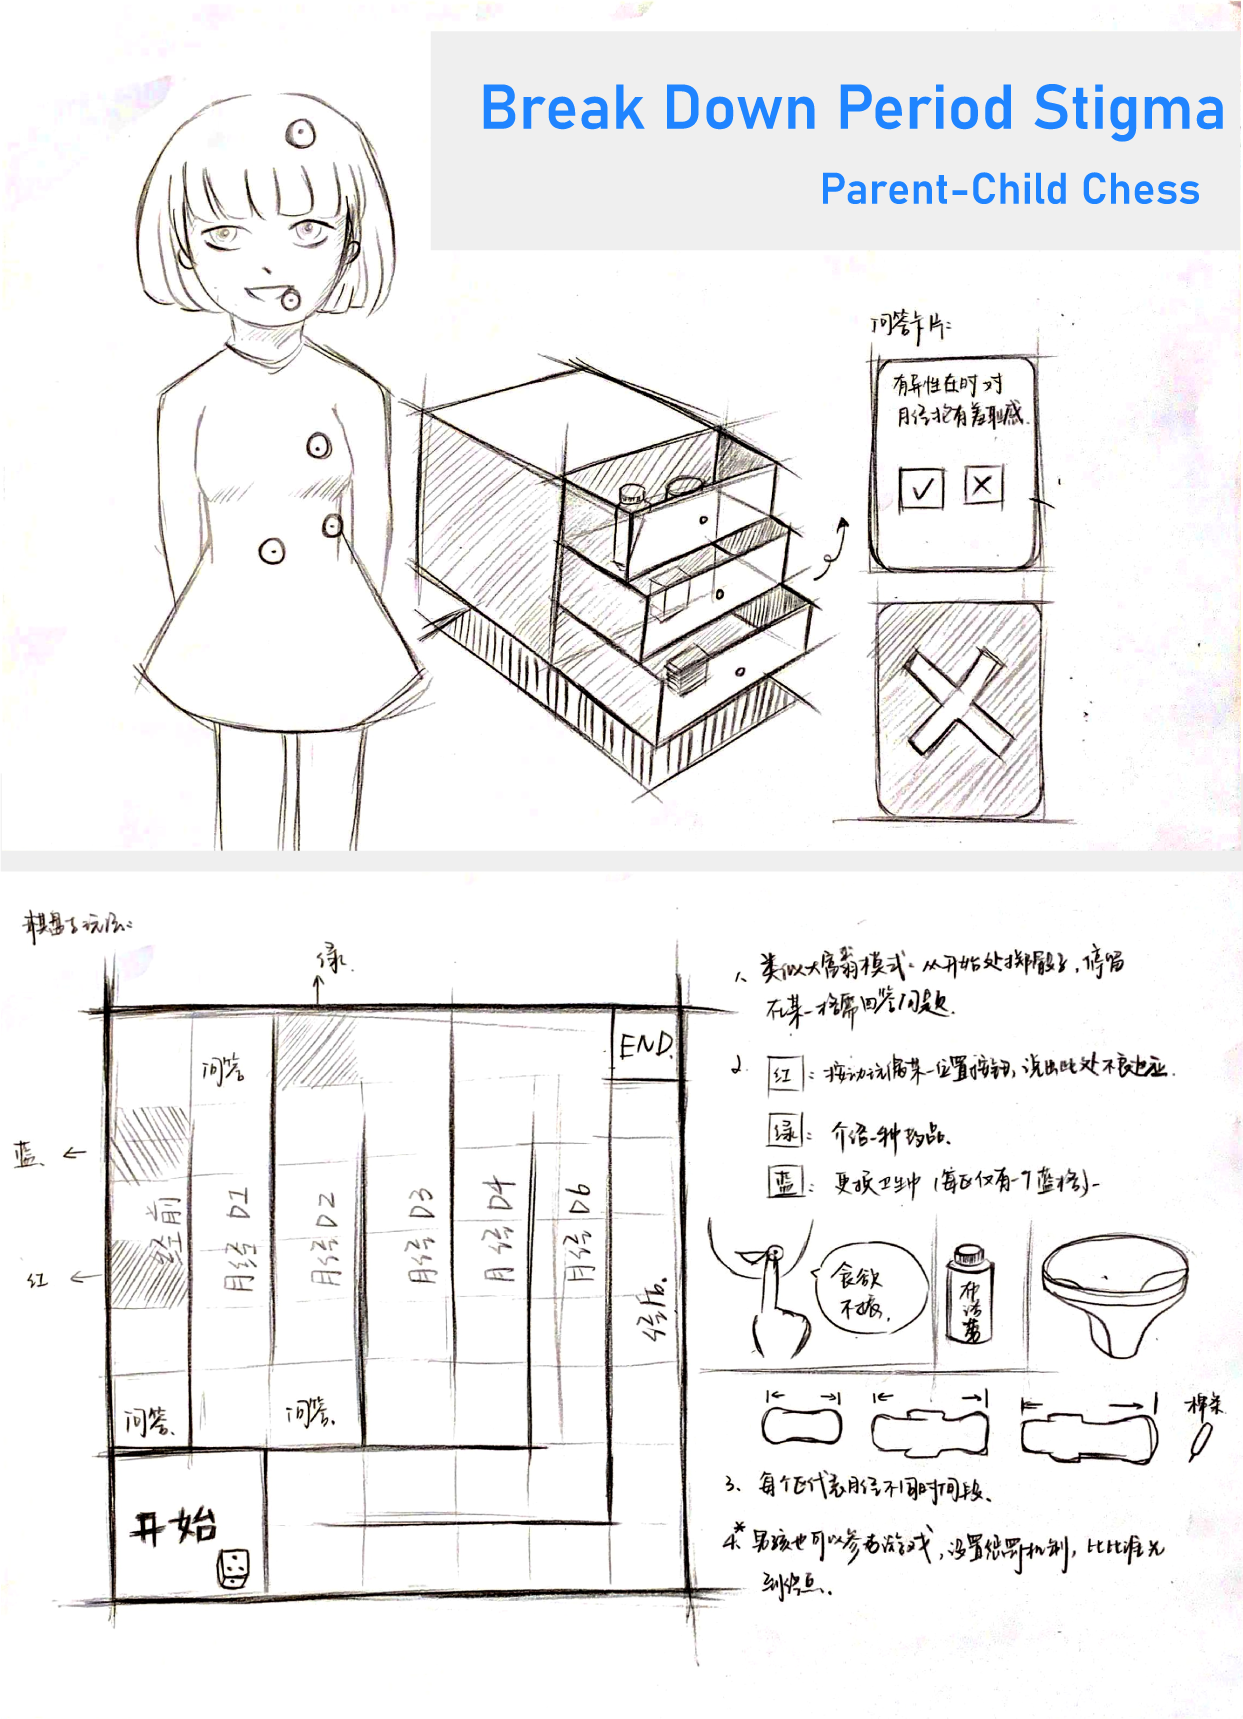 Break Down Period Stigma
Parent-Child Chess
问答卡片:
有异性在时对
月经抱有羞耻感
棋盘与玩法:
绿.
问答
END.
蓝.
红
经前
月经 D1
月经 D2
月经 D3
月经 D4
月经 D6
经后.
问答.
问答.
开始
1. 类似大富翁模式. 从开始处掷骰子, 停留
在某一格需回答问题.
2. 红: 按动玩偶某一位置按钮, 说出此处不良反应.
绿: 介绍一种药品.
蓝: 更换卫生巾 (每区仅有一个蓝格)-
食欲
不振.
布洛芬
棉条
3. 每个区代表月经不同时间段.
4.* 男孩也可以参与游戏, 设置惩罚机制, 比比谁先
到终点.